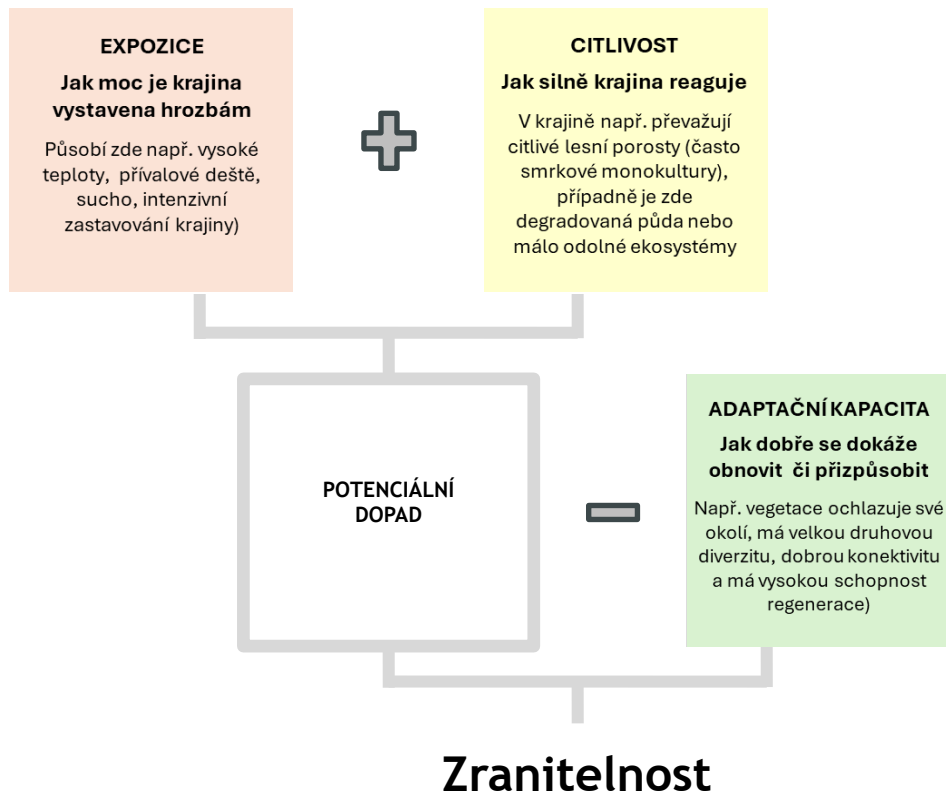 EXPOZICE
Jak moc je krajina
vystavena hrozbám
Působí zde např. vysoké
teploty, přívalové deště,
sucho, intenzivní
zastavování krajiny)
CITLIVOST
Jak silně krajina reaguje
V krajině např. převažují
citlivé lesní porosty (často
smrkové monokultury),
případně je zde
degradovaná půda nebo
málo odolné ekosystémy
POTENCIÁLNÍ
DOPAD
ADAPTAČNÍ KAPACITA
Jak dobře se dokáže
obnovit či přizpůsobit
Např. vegetace ochlazuje své
okolí, má velkou druhovou
diverzitu, dobrou konektivitu
a má vysokou schopnost
regenerace)
Zranitelnost